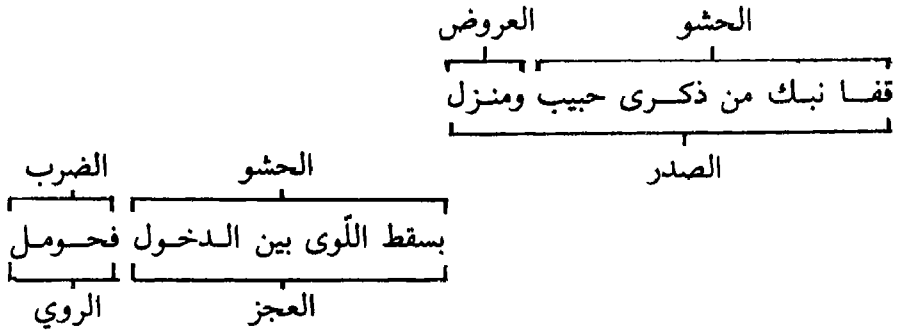 الحشو العروض
قفا نبك من ذكرى حبيب ومنزل
الصدر
الحشو الضرب
بسقط اللّوى بين الدخول فحومل
العجز الروي